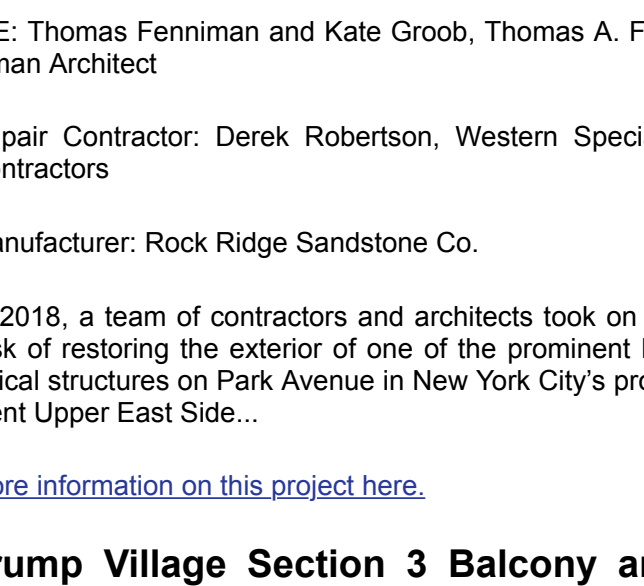 E: Thomas Fenniman and Kate Groob, Thomas A. F
man Architect
pair Contractor: Derek Robertson, Western Speci
ntractors
anufacturer: Rock Ridge Sandstone Co.
2018, a team of contractors and architects took on
sk of restoring the exterior of one of the prominent
ical structures on Park Avenue in New York City's pro
ent Upper East Side...
ore information on this project here.
rump Village Section 3 Balcony a